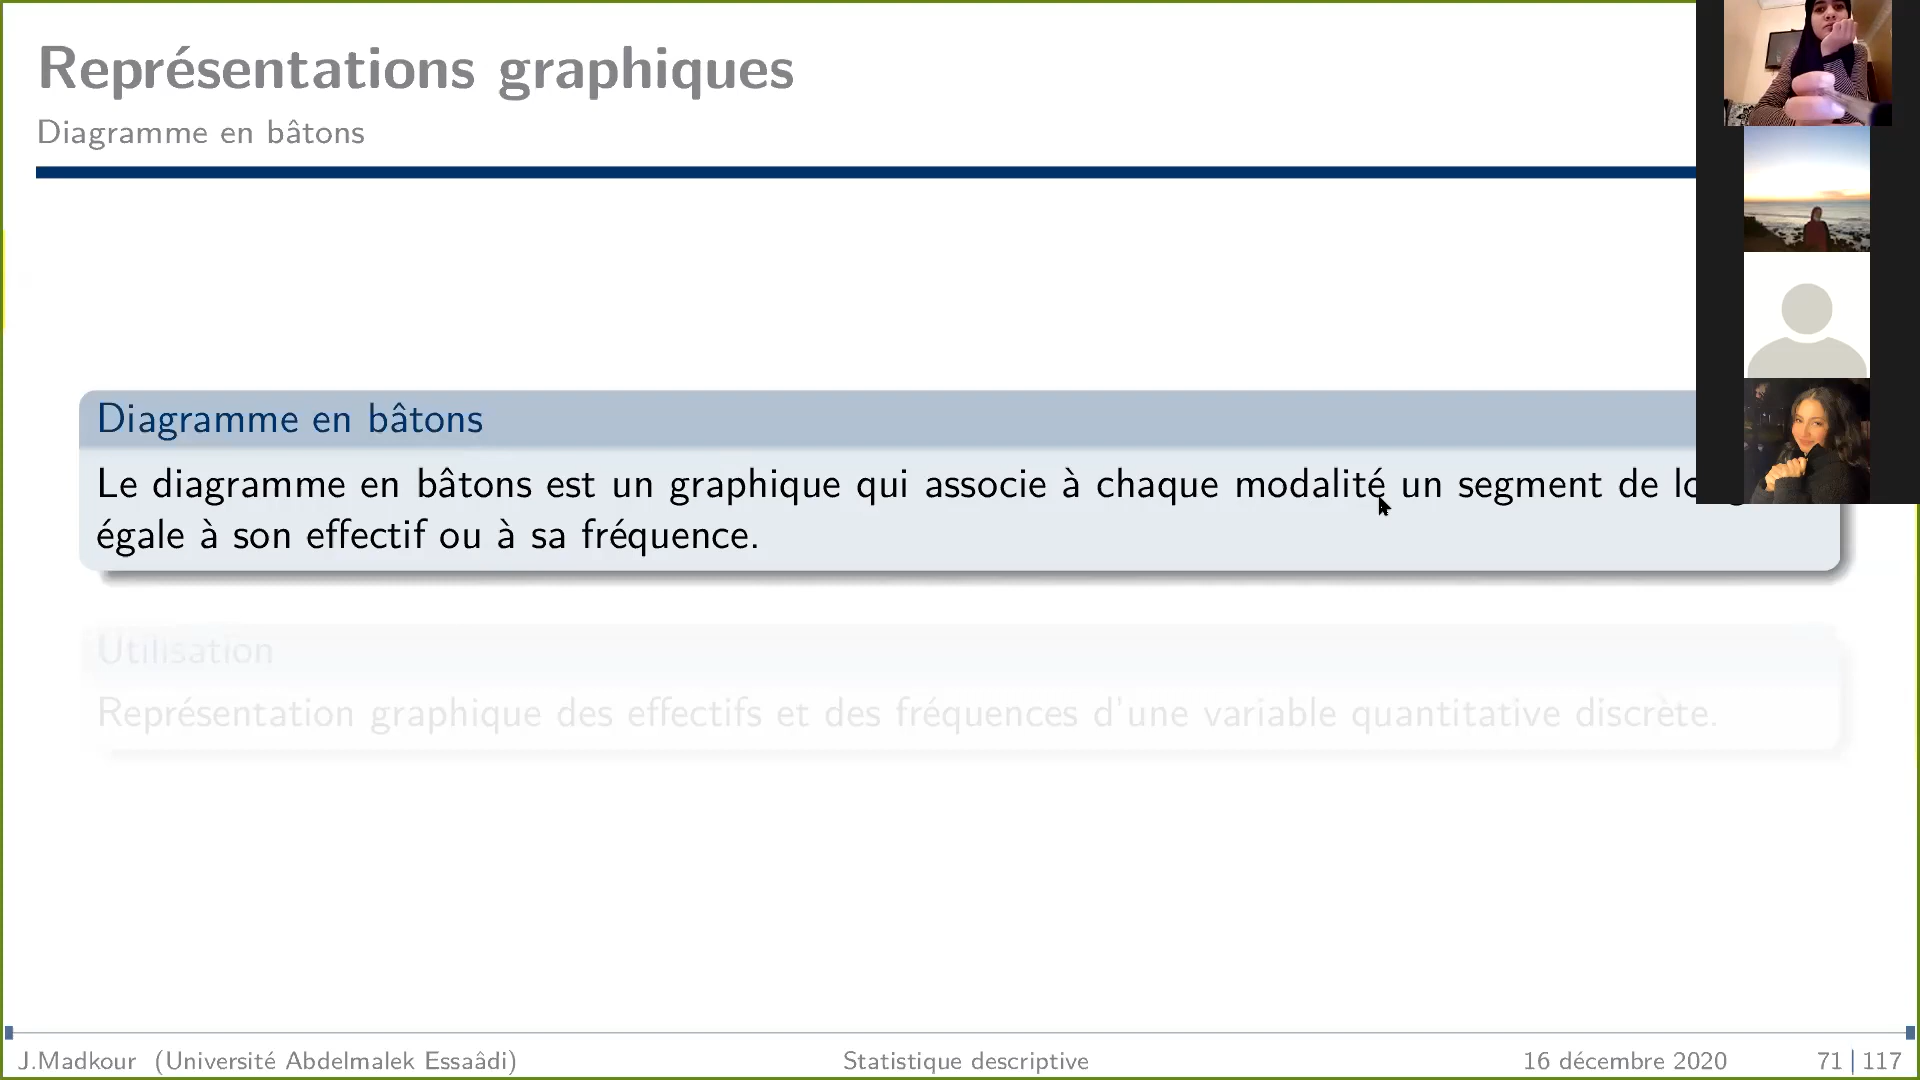 Représentations graphiques
Diagramme en bâtons
Diagramme en bâtons
Le diagramme en bâtons est un graphique qui associe à chaque modalité un segment de
égale à son effectif ou à sa fréquence.
Utilisation
Représentation graphique des effectifs et des fréquences d'une variable quantitative discrète.
J.Madkour (Université Abdelmalek Essaâdi) Statistique descriptive 16 décembre 2020 71 | 117